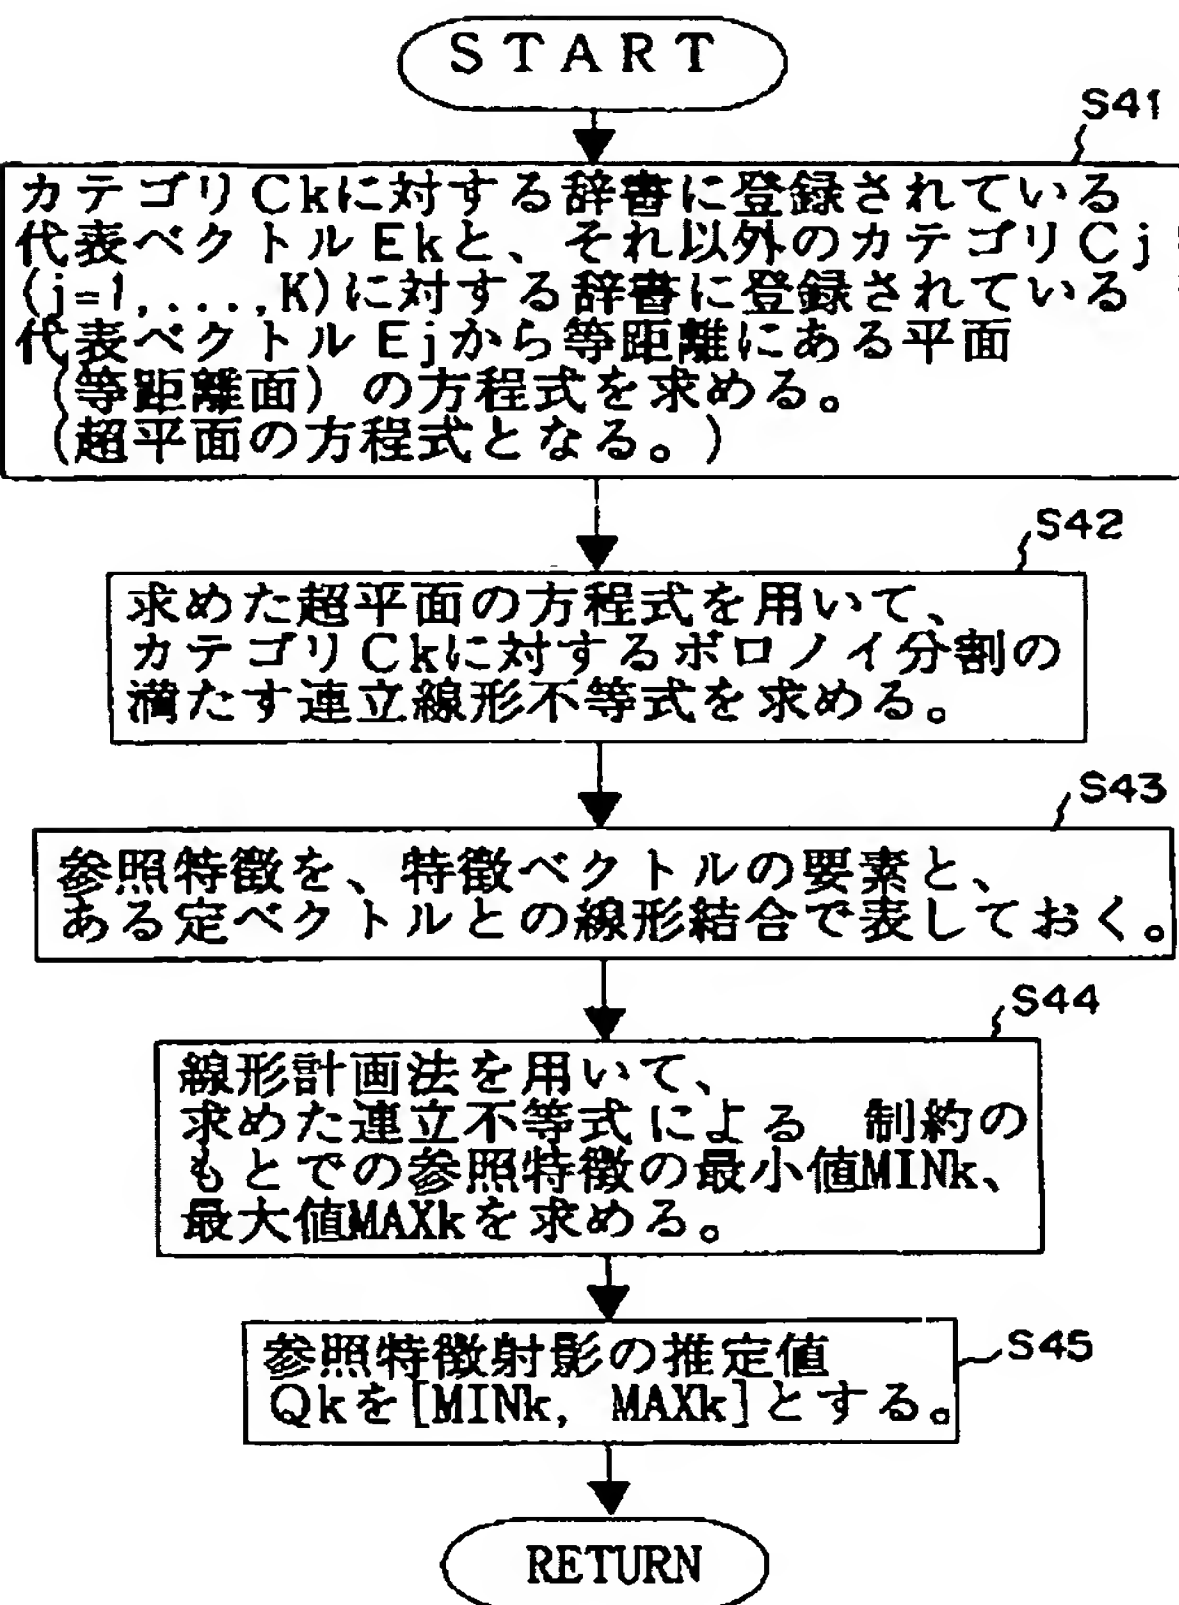 START
S41
カテゴリCkに対する辞書に登録されている
代表ベクトルEkと、それ以外のカテゴリCj
(j=1,...,K)に対する辞書に登録されている
代表ベクトルEjから等距離にある平面
(等距離面)の方程式を求める。
(超平面の方程式となる。)
S42
求めた超平面の方程式を用いて、
カテゴリCkに対するボロノイ分割の
満たす連立線形不等式を求める。
S43
参照特徴を、特徴ベクトルの要素と、
ある定ベクトルとの線形結合で表しておく。
S44
線形計画法を用いて、
求めた連立不等式による 制約の
もとでの参照特徴の最小値MINk、
最大値MAXkを求める。
S45
参照特徴射影の推定値
Qkを[MINk, MAXk]とする。
RETURN